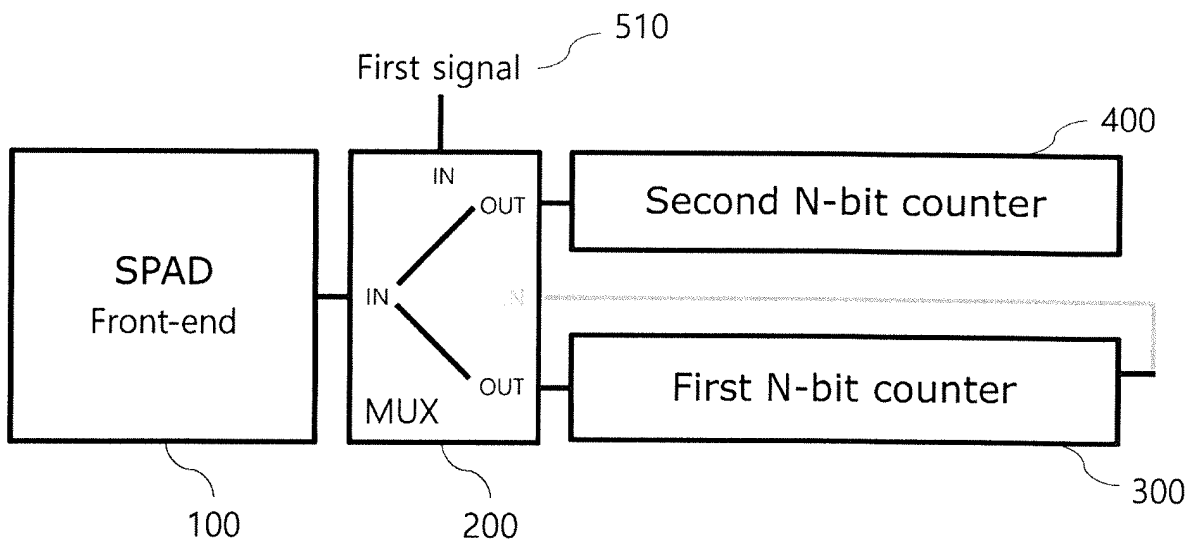 510
First signal
400
IN
OUT
Second N-bit counter
SPAD
Front-end
IN
IN
OUT
First N-bit counter
MUX
100
200
300